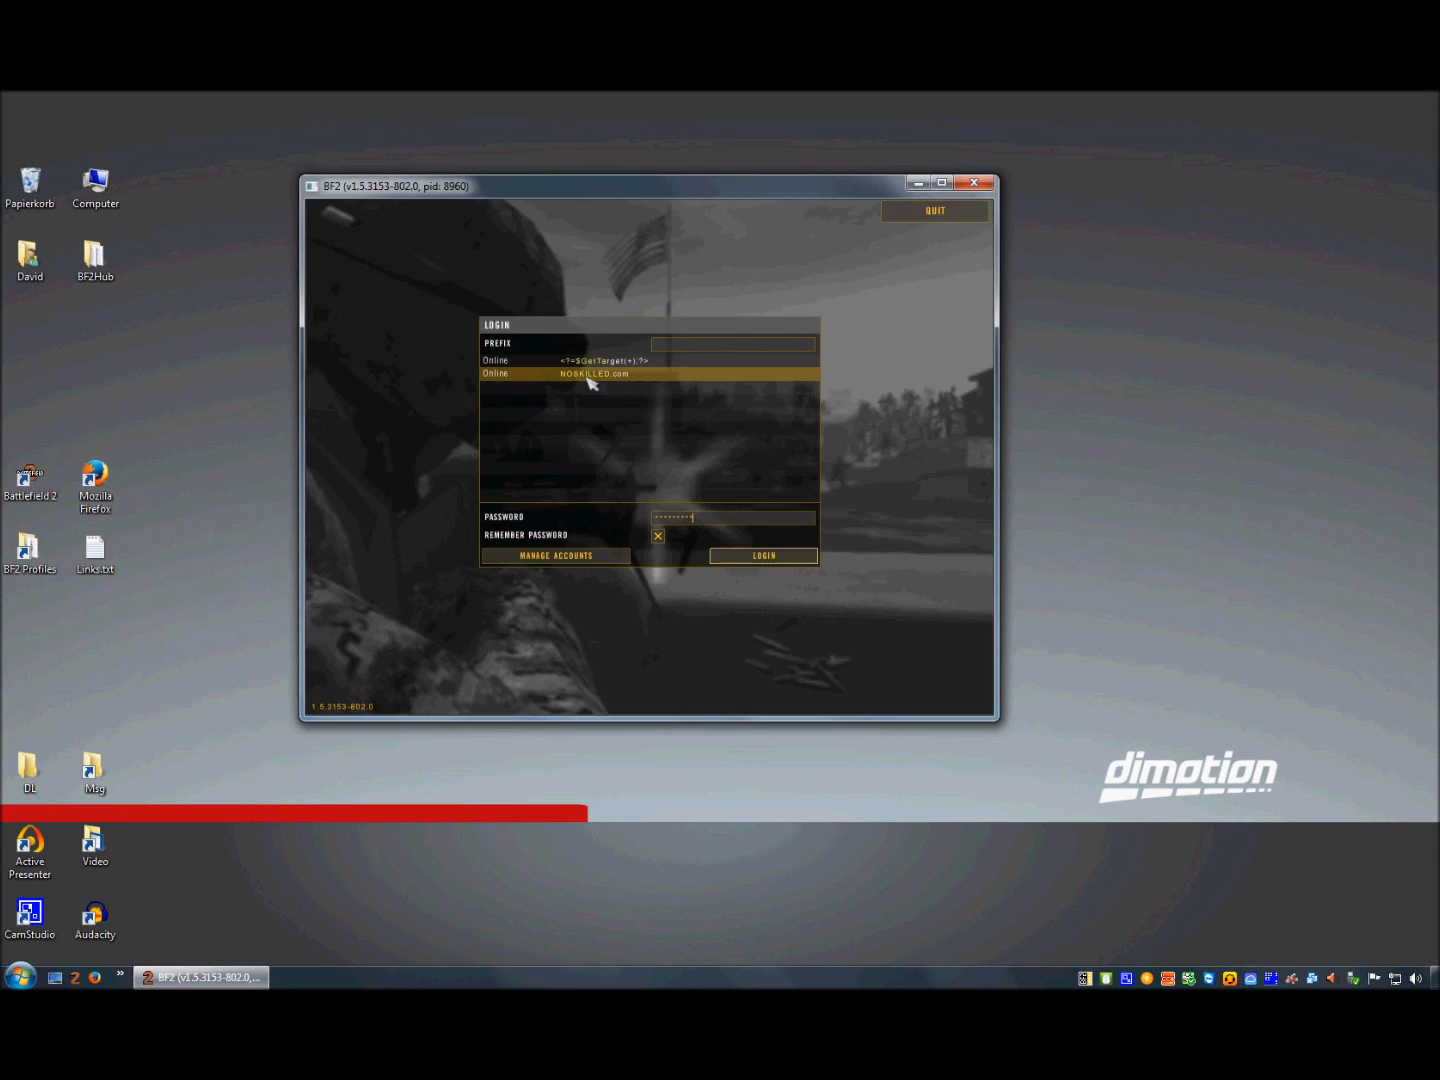 BF2 (v1.5.3153-802.0, pid: 8960)
QUIT
Papierkorb
Computer
David
BF2Hub
LOGIN
PREFIX
Online <?=$GetTarget(+);?>
Online NOSKILLED.com
Battlefield 2
Mozilla Firefox
PASSWORD ---------
REMEMBER PASSWORD
MANAGE ACCOUNTS
LOGIN
BF2 Profiles
Links.txt
1.5.3153-802.0
DL
Msg
dimotion
Active Presenter
Video
CamStudio
Audacity
BF2 (v1.5.3153-802.0,...